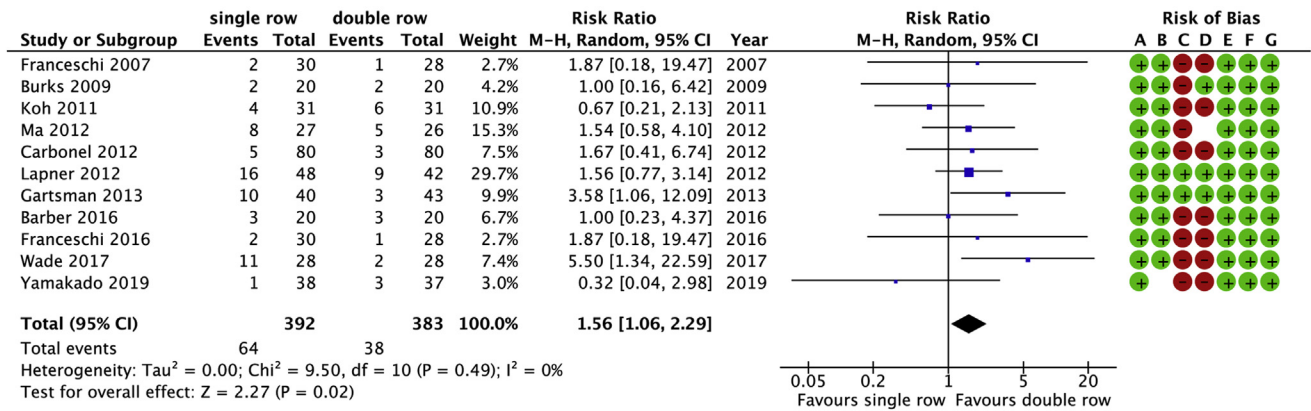 single row double row Risk Ratio Risk Ratio Risk of Bias
Study or Subgroup Events Total Events Total Weight M-H, Random, 95% CI Year M-H, Random, 95% CI A B C D E F G
Franceschi 2007 2 30 1 28 2.7% 1.87 [0.18, 19.47] 2007 + + - - + + +
Burks 2009 2 20 2 20 4.2% 1.00 [0.16, 6.42] 2009 + + - + + + +
Koh 2011 4 31 6 31 10.9% 0.67 [0.21, 2.13] 2011 + + - - + + +
Ma 2012 8 27 5 26 15.3% 1.54 [0.58, 4.10] 2012 + + - + + +
Carbonel 2012 5 80 3 80 7.5% 1.67 [0.41, 6.74] 2012 + + - - + + +
Lapner 2012 16 48 9 42 29.7% 1.56 [0.77, 3.14] 2012 + + + + + + +
Gartsman 2013 10 40 3 43 9.9% 3.58 [1.06, 12.09] 2013 + + + + + + +
Barber 2016 3 20 3 20 6.7% 1.00 [0.23, 4.37] 2016 + + - - + + +
Franceschi 2016 2 30 1 28 2.7% 1.87 [0.18, 19.47] 2016 + + - - + + +
Wade 2017 11 28 2 28 7.4% 5.50 [1.34, 22.59] 2017 + + - - + + +
Yamakado 2019 1 38 3 37 3.0% 0.32 [0.04, 2.98] 2019 + - - + + +
Total (95% CI) 392 383 100.0% 1.56 [1.06, 2.29]
Total events 64 38
Heterogeneity: Tau² = 0.00; Chi² = 9.50, df = 10 (P = 0.49); I² = 0%
Test for overall effect: Z = 2.27 (P = 0.02)
0.05 0.2 1 5 20
Favours single row Favours double row